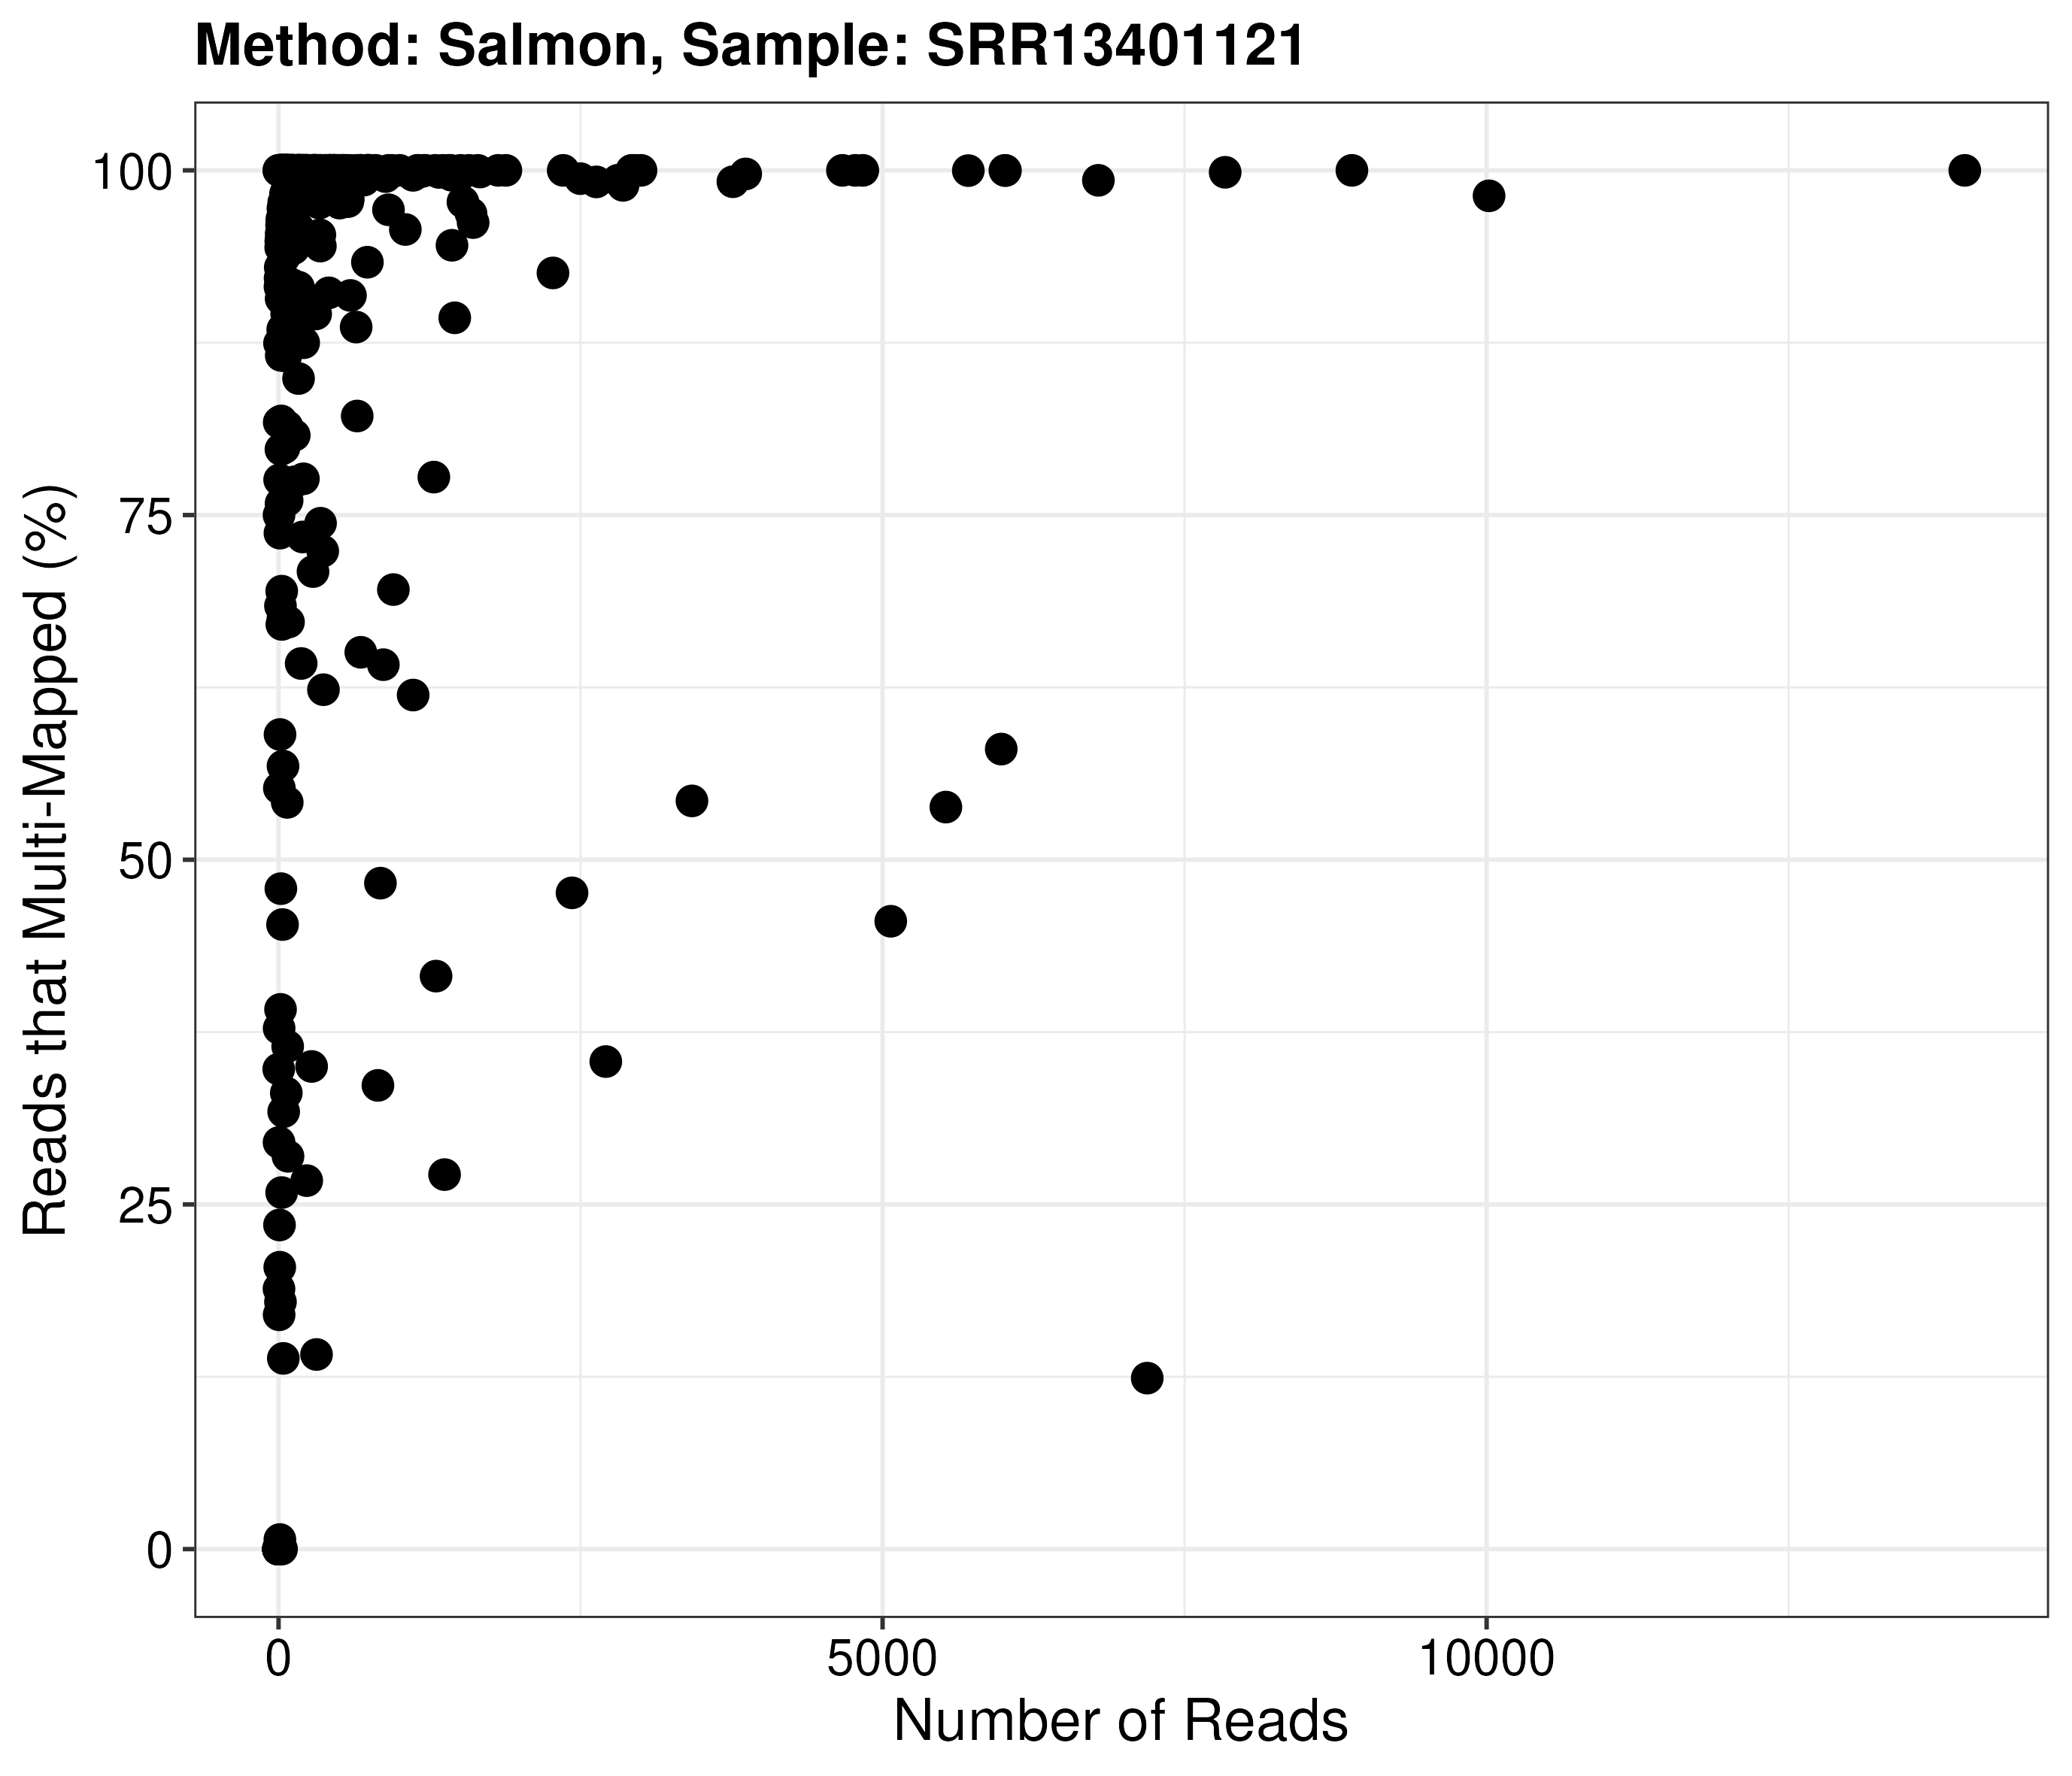 Method: Salmon, Sample: SRR13401121
Reads that Multi-Mapped (%)
100
75
50
25
0
0 5000 10000
Number of Reads